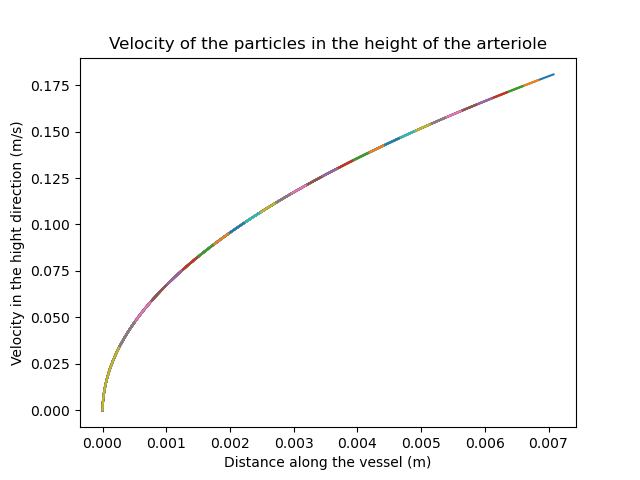 Velocity of the particles in the height of the arteriole
Velocity in the hight direction (m/s)
0.175
0.150
0.125
0.100
0.075
0.050
0.025
0.000
0.000 0.001 0.002 0.003 0.004 0.005 0.006 0.007
Distance along the vessel (m)